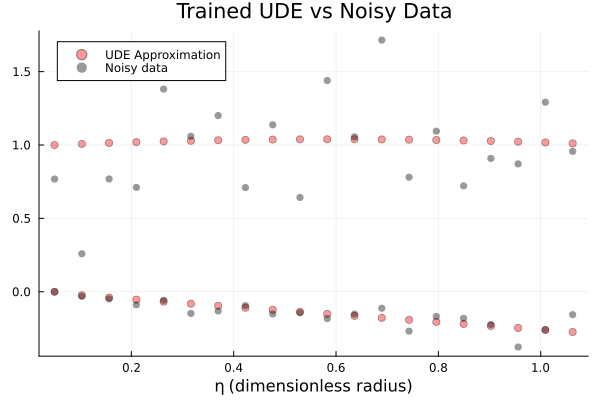 Trained UDE vs Noisy Data
UDE Approximation
Noisy data
1.5
1.0
0.5
0.0
0.2 0.4 0.6 0.8 1.0
η (dimensionless radius)